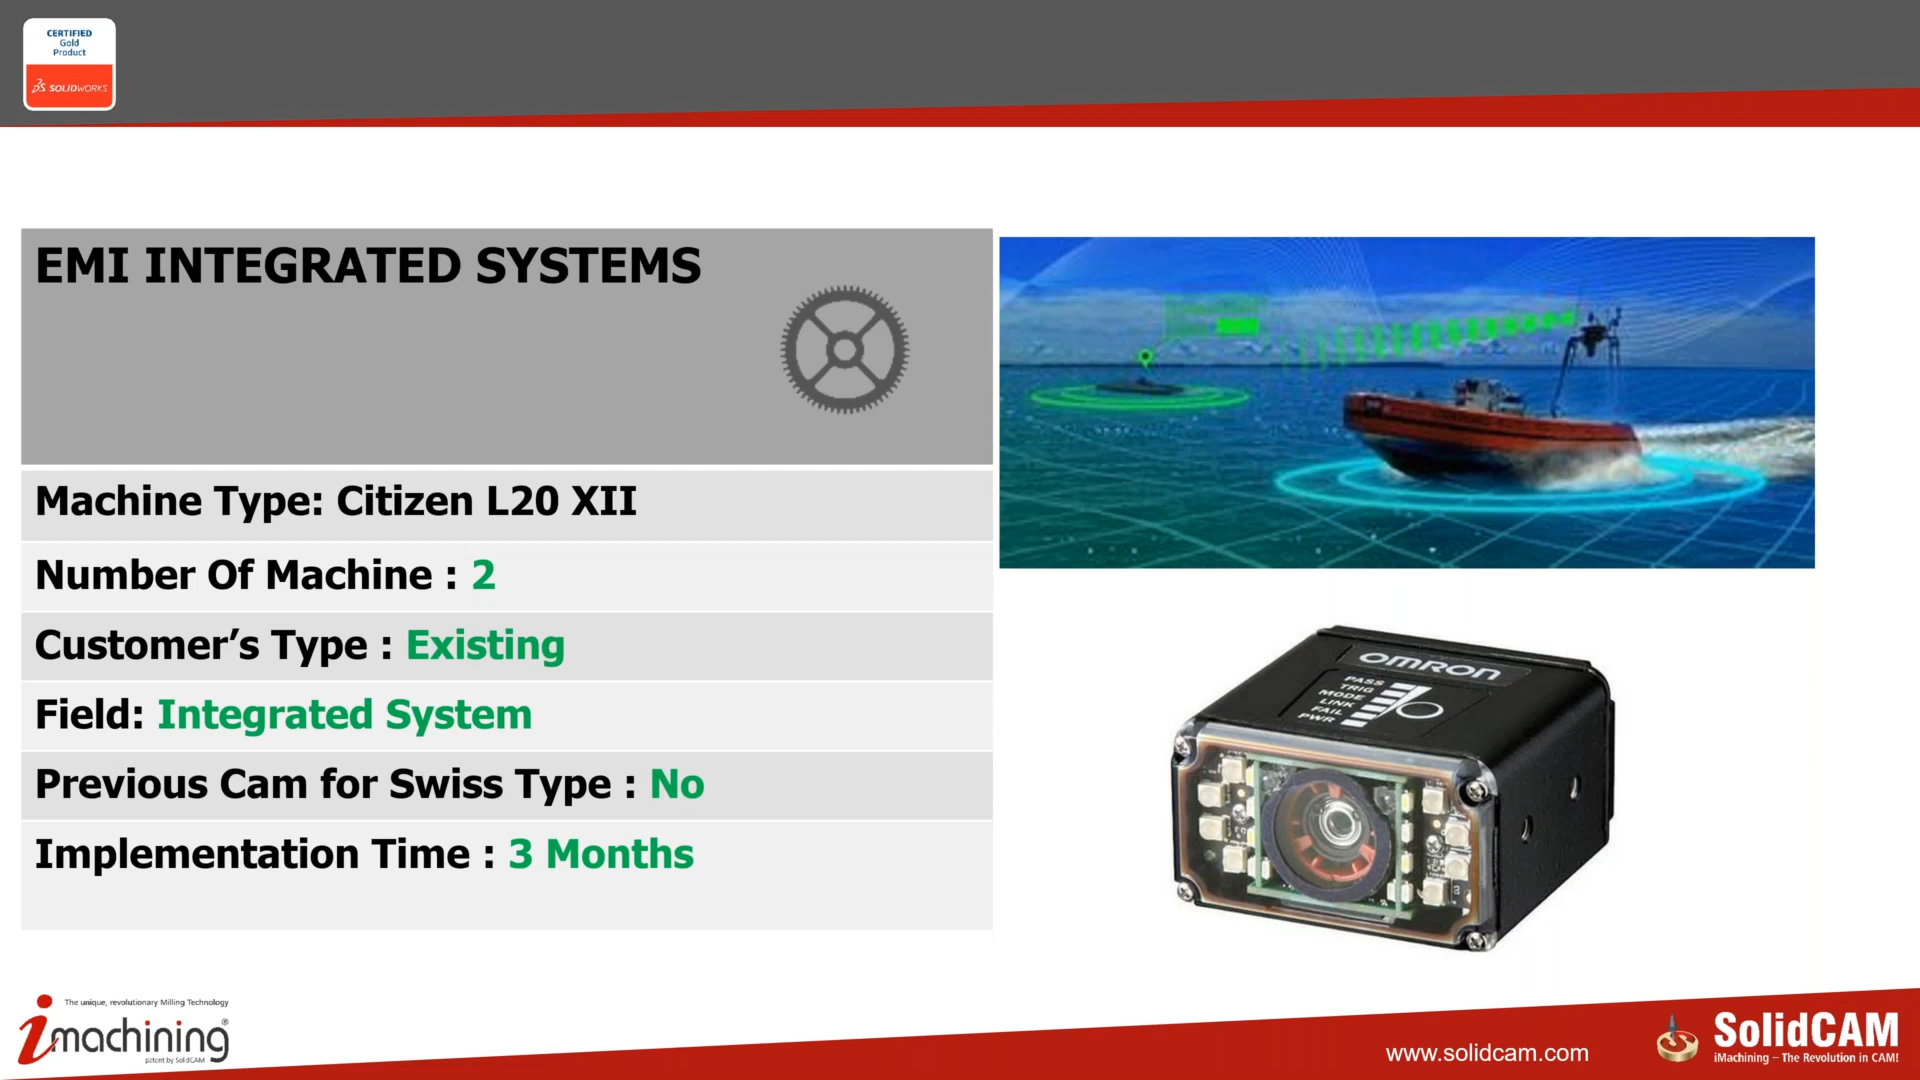 CERTIFIED
Gold
Product
SOLIDWORKS
EMI INTEGRATED SYSTEMS
Machine Type: Citizen L20 XII
Number Of Machine : 2
Customer’s Type : Existing
Field: Integrated System
Previous Cam for Swiss Type : No
Implementation Time : 3 Months
OMRON
PASS
TRIG
MODE
LINK
FAIL
PWR
The unique, revolutionary Milling Technology
imachining®
patent by SolidCAM
www.solidcam.com
SolidCAM
iMachining – The Revolution in CAM!